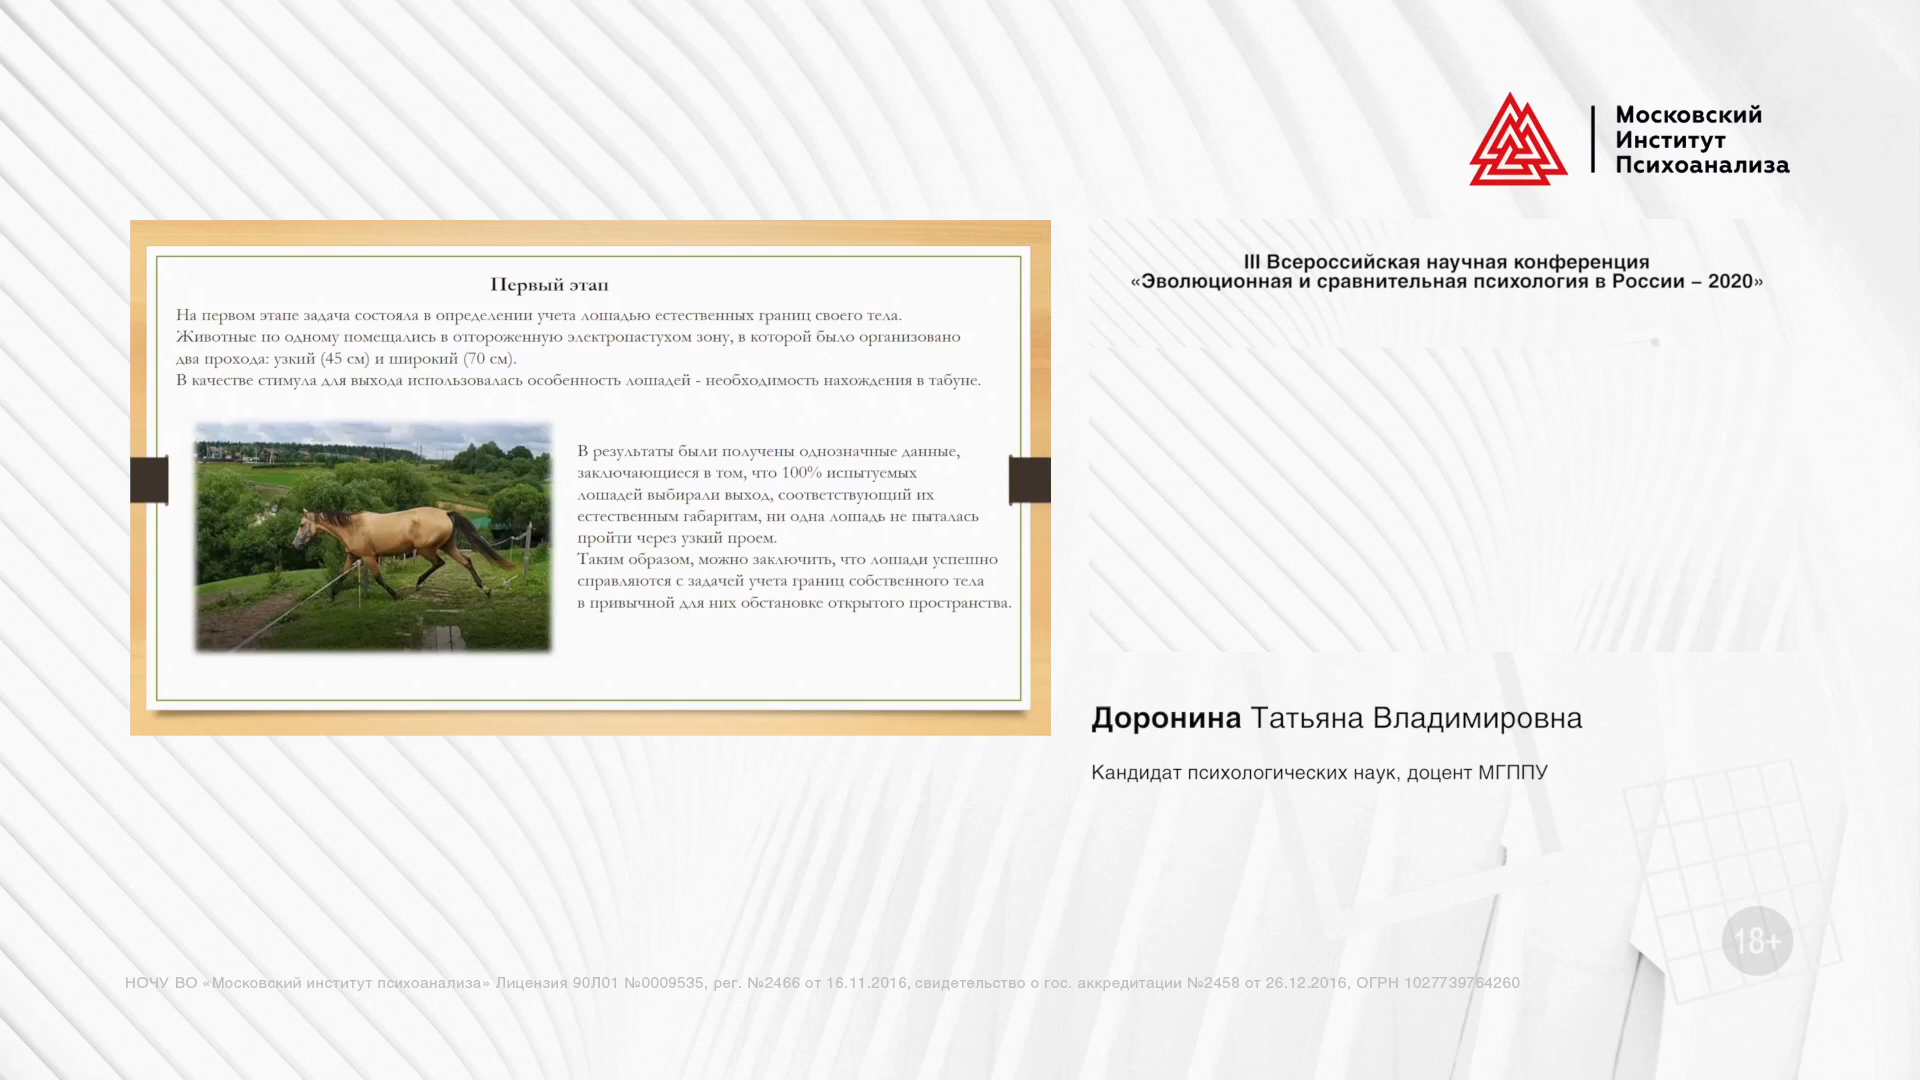 Московский
Институт
Психоанализа
III Всероссийская научная конференция
«Эволюционная и сравнительная психология в России – 2020»
Первый этап
На первом этапе задача состояла в определении учета лошадью естественных границ своего тела.
Животные по одному помещались в отгороженную электропастухом зону, в которой было организовано
два прохода: узкий (45 см) и широкий (70 см).
В качестве стимула для выхода использовалась особенность лошадей - необходимость нахождения в табуне.
В результаты были получены однозначные данные,
заключающиеся в том, что 100% испытуемых
лошадей выбирали выход, соответствующий их
естественным габаритам, ни одна лошадь не пыталась
пройти через узкий проем.
Таким образом, можно заключить, что лошади успешно
справляются с задачей учета границ собственного тела
в привычной для них обстановке открытого пространства.
Доронина Татьяна Владимировна
Кандидат психологических наук, доцент МГППУ
18+
НОЧУ ВО «Московский институт психоанализа» Лицензия 90Л01 №0009535, рег. №2466 от 16.11.2016, свидетельство о гос. аккредитации №2458 от 26.12.2016, ОГРН 1027739764260